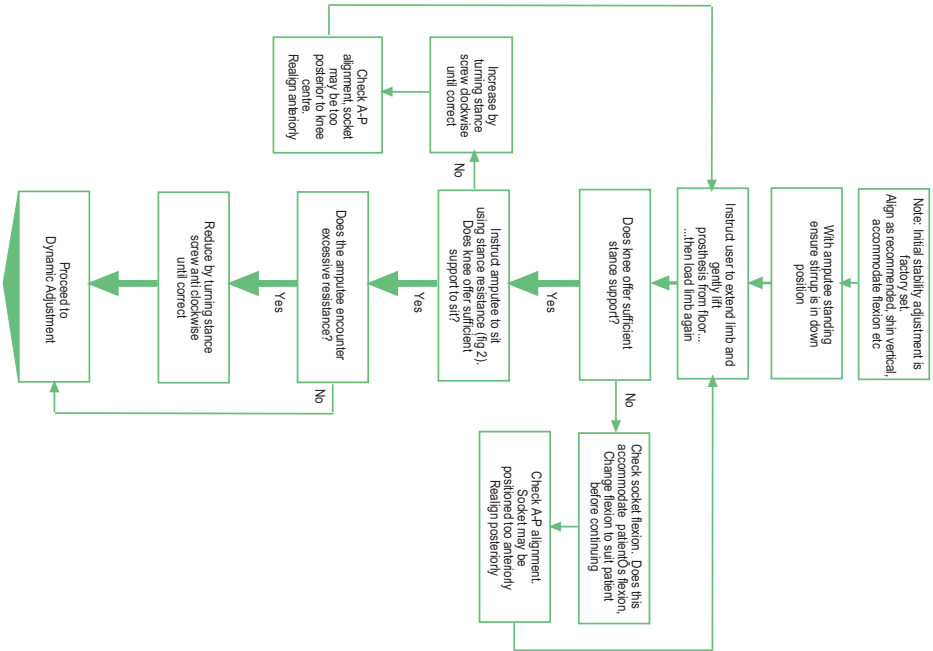 Note: Initial stability adjustment is
factory set.
Align as recommended, shin vertical,
accommodate flexion etc
With amputee standing
ensure stirrup is in down
position
Instruct user to extend limb and
gently lift
prosthesis from floor...
...then load limb again
Does knee offer sufficient
stance support?
No
Check socket flexion. Does this
accommodate patientÕs flexion,
Change flexion to suit patient
before continuing
Check A-P alignment.
Socket may be
positioned too anteriorly
Realign posteriorly
Yes
Instruct amputee to sit
using stance resistance (fig 2).
Does knee offer sufficient
support to sit?
No
Increase by
turning stance
screw clockwise
until correct
Check A-P
alignment, socket
may be too
posterior to knee
centre.
Realign anteriorly
Yes
Does the amputee encounter
excessive resistance?
No
Yes
Reduce by turning stance
screw anti clockwise
until correct
Proceed to
Dynamic Adjustment